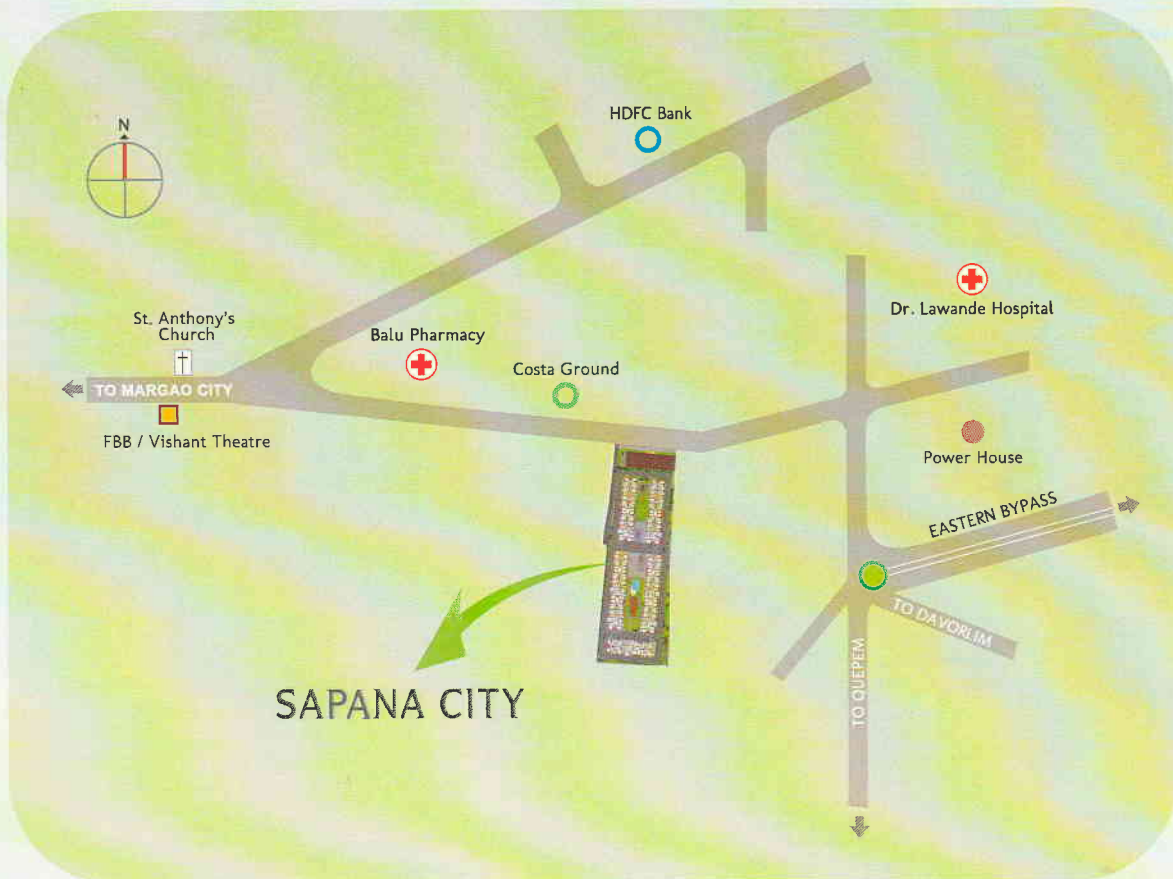 N
HDFC Bank
Dr. Lawande Hospital
St. Anthony's
Church
Balu Pharmacy
Costa Ground
TO MARGAO CITY
FBB / Vishant Theatre
Power House
EASTERN BYPASS
TO DAVORLIM
TO QUEPEM
SAPANA CITY